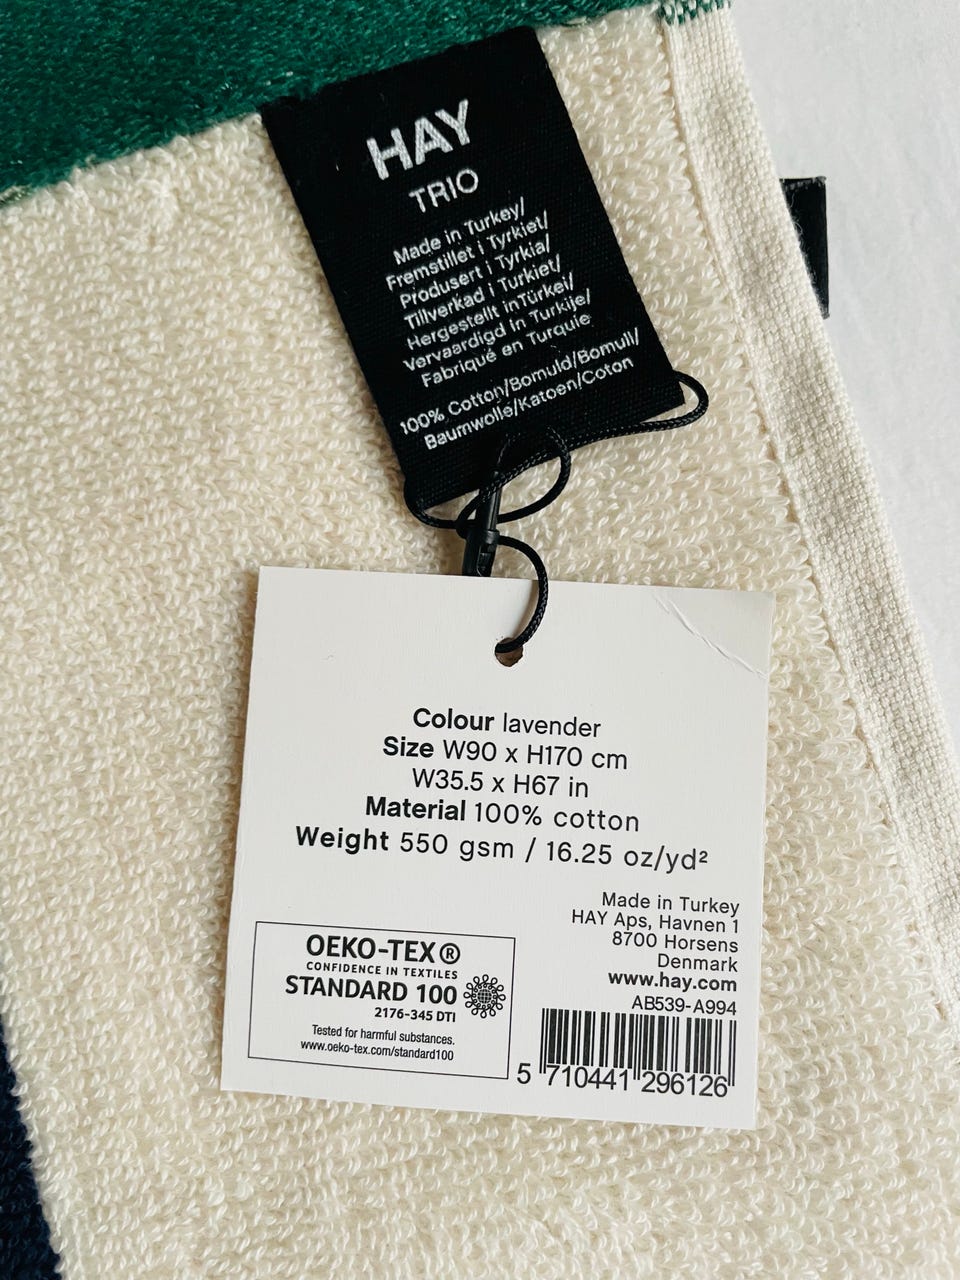 HAY
TRIO
Made in Turkey/
Fremstillet i Tyrkiet/
Produsert i Tyrkia/
Tillverkad i Turkiet/
Hergestellt inTürkei/
Vervaardigd in Turkije/
Fabriqué en Turquie
100% Cotton/Bomuld/Bomull/
Baumwolle/Katoen/Coton
Colour lavender
Size W90 x H170 cm
W35.5 x H67 in
Material 100% cotton
Weight 550 gsm / 16.25 oz/yd²
Made in Turkey
HAY Aps, Havnen 1
8700 Horsens
Denmark
www.hay.com
AB539-A994
5 710441 296126
OEKO-TEX®
CONFIDENCE IN TEXTILES
STANDARD 100
2176-345 DTI
Tested for harmful substances.
www.oeko-tex.com/standard100